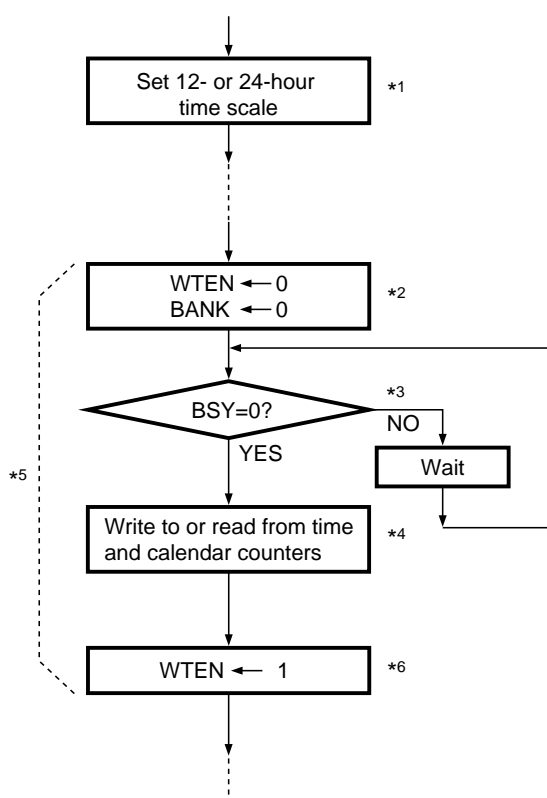 Set 12- or 24-hour
time scale
*1
WTEN ← 0
BANK ← 0
*2
BSY=0?
*3
NO
YES
Wait
*5
Write to or read from time
and calendar counters
*4
WTEN ← 1
*6